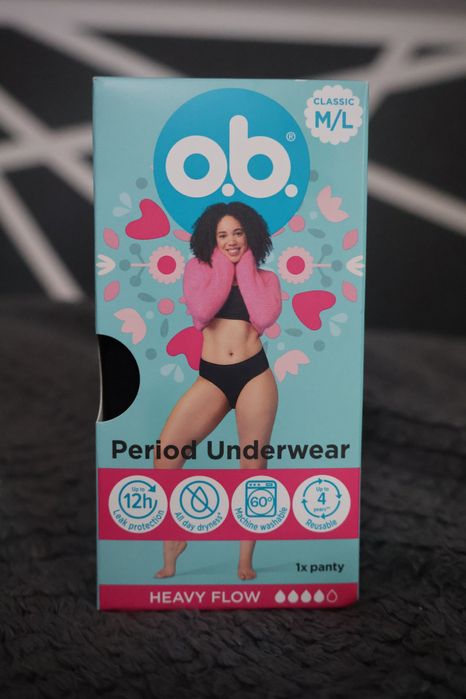 CLASSIC
M/L
o.b.®
Period Underwear
Up to
12h
Leak protection
All day dryness*
60°
Machine washable
Up to
4
years**
Reusable
1x panty
HEAVY FLOW